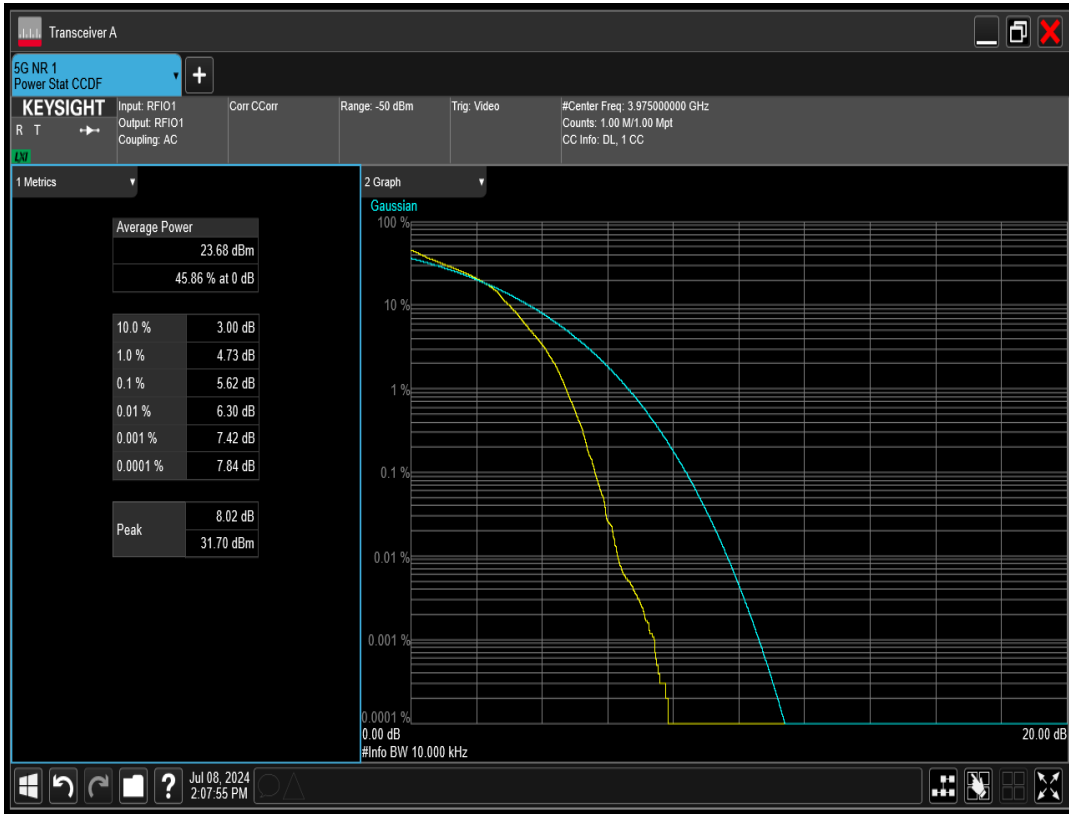 Transceiver A
5G NR 1
Power Stat CCDF
+
KEYSIGHT
R T
LXI
Input: RFIO1
Output: RFIO1
Coupling: AC
Corr CCorr
Range: -50 dBm
Trig: Video
#Center Freq: 3.975000000 GHz
Counts: 1.00 M/1.00 Mpt
CC Info: DL, 1 CC
1 Metrics
Average Power
23.68 dBm
45.86 % at 0 dB
10.0 % 3.00 dB
1.0 % 4.73 dB
0.1 % 5.62 dB
0.01 % 6.30 dB
0.001 % 7.42 dB
0.0001 % 7.84 dB
Peak
8.02 dB
31.70 dBm
2 Graph
Gaussian
100 %
10 %
1 %
0.1 %
0.01 %
0.001 %
0.0001 %
0.00 dB 20.00 dB
#Info BW 10.000 kHz
?
Jul 08, 2024
2:07:55 PM